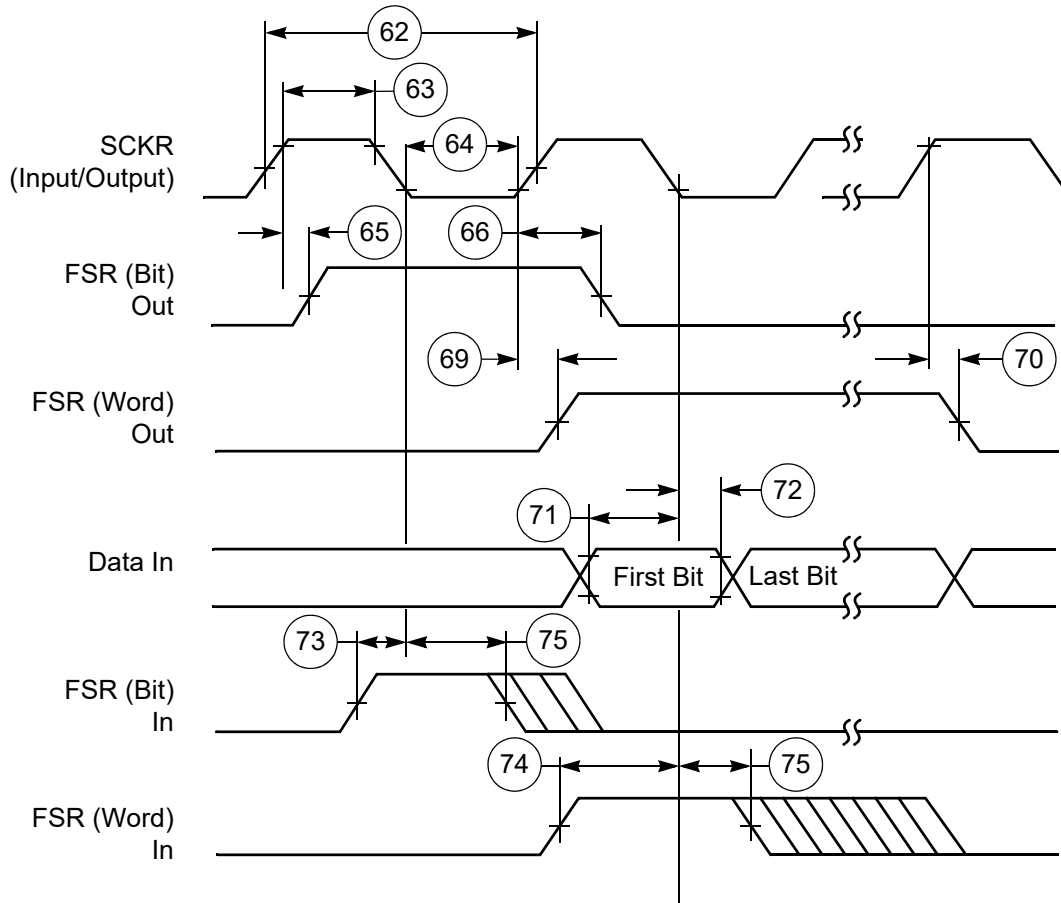 62
63
SCKR
(Input/Output)
64
65
66
FSR (Bit)
Out
69
70
FSR (Word)
Out
71
72
Data In
First Bit
Last Bit
73
75
FSR (Bit)
In
74
75
FSR (Word)
In